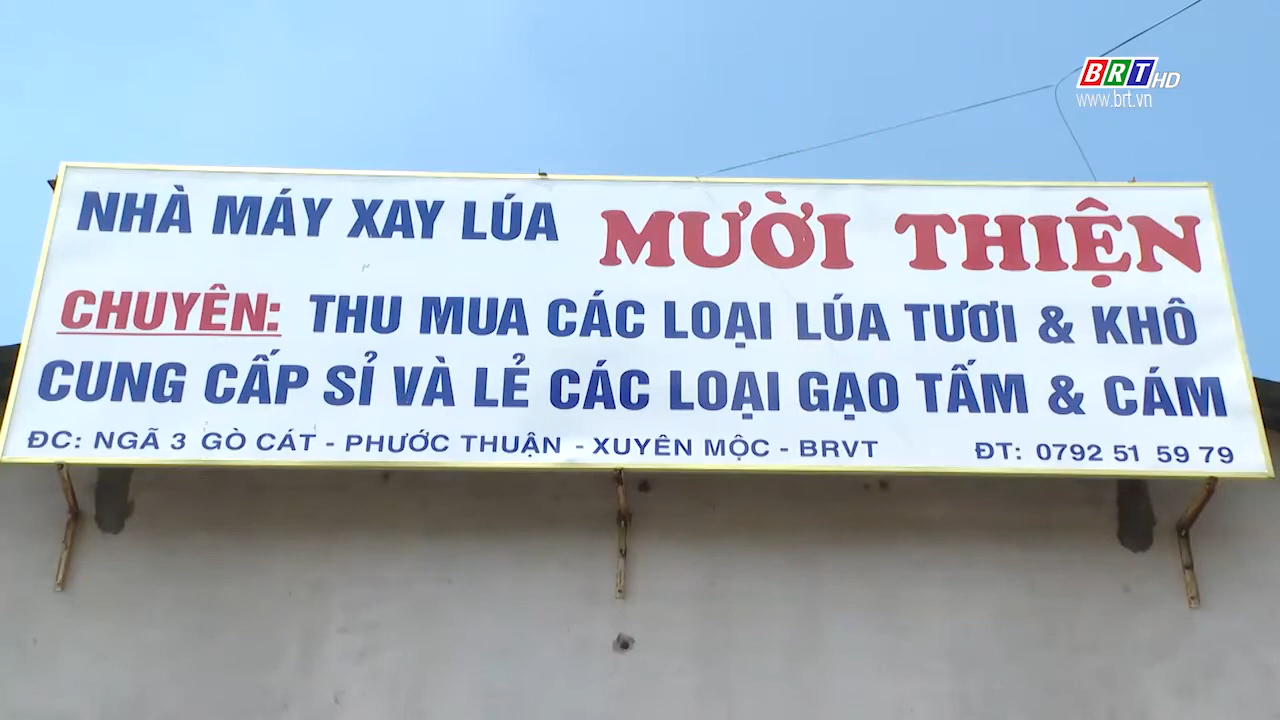 BRT HD
www.brt.vn
NHÀ MÁY XAY LÚA MƯỜI THIỆN
CHUYÊN: THU MUA CÁC LOẠI LÚA TƯƠI & KHÔ
CUNG CẤP SỈ VÀ LẺ CÁC LOẠI GẠO TẤM & CÁM
ĐC: NGÃ 3 GÒ CÁT - PHƯỚC THUẬN - XUYÊN MỘC - BRVT ĐT: 0792 51 59 79